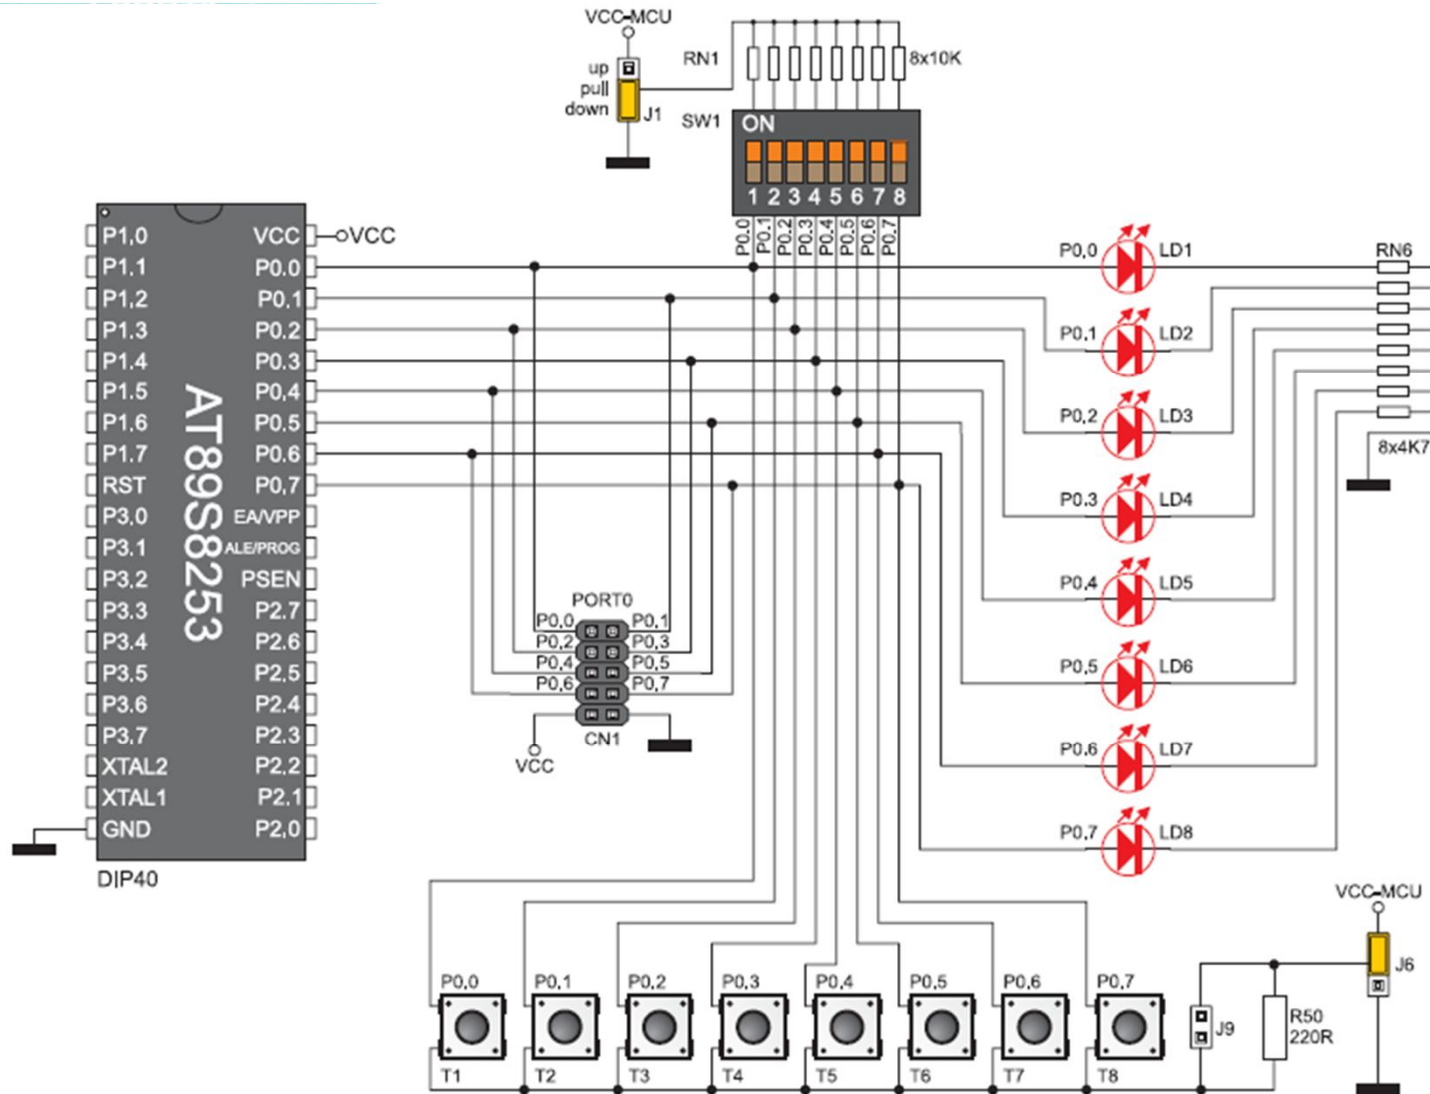 VCC-MCU
up
pull
down
J1
RN1
8x10K
SW1
ON
1 2 3 4 5 6 7 8
P0.0 P0.1 P0.2 P0.3 P0.4 P0.5 P0.6 P0.7
P1.0 VCC VCC
P1.1 P0.0
P1.2 P0.1
P1.3 P0.2
P1.4 P0.3
P1.5 P0.4
P1.6 P0.5
P1.7 P0.6
RST P0.7
P3.0 EA/VPP
P3.1 ALE/PROG
P3.2 PSEN
P3.3 P2.7
P3.4 P2.6
P3.5 P2.5
P3.6 P2.4
P3.7 P2.3
XTAL2 P2.2
XTAL1 P2.1
GND P2.0
AT89S8253
DIP40
PORT0
P0.0 P0.1
P0.2 P0.3
P0.4 P0.5
P0.6 P0.7
CN1
VCC
P0.0 LD1
P0.1 LD2
P0.2 LD3
P0.3 LD4
P0.4 LD5
P0.5 LD6
P0.6 LD7
P0.7 LD8
RN6
8x4K7
P0.0 P0.1 P0.2 P0.3 P0.4 P0.5 P0.6 P0.7
T1 T2 T3 T4 T5 T6 T7 T8
VCC-MCU
J6
J9
R50
220R